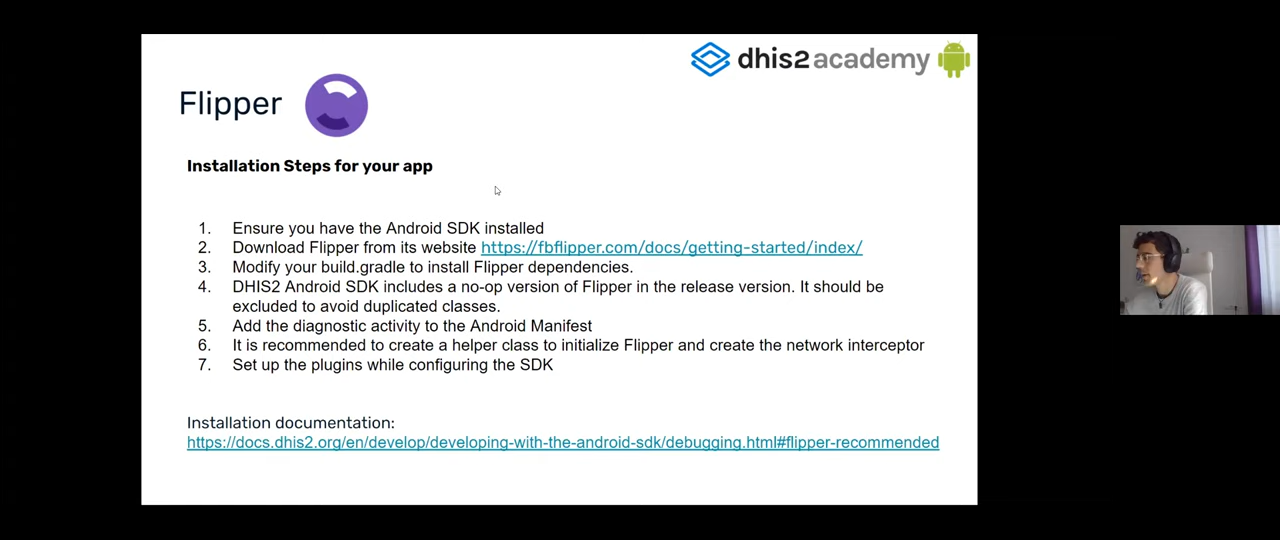 dhis2 academy
Flipper
Installation Steps for your app
1. Ensure you have the Android SDK installed
2. Download Flipper from its website https://fbflipper.com/docs/getting-started/index/
3. Modify your build.gradle to install Flipper dependencies.
4. DHIS2 Android SDK includes a no-op version of Flipper in the release version. It should be
excluded to avoid duplicated classes.
5. Add the diagnostic activity to the Android Manifest
6. It is recommended to create a helper class to initialize Flipper and create the network interceptor
7. Set up the plugins while configuring the SDK
Installation documentation:
https://docs.dhis2.org/en/develop/developing-with-the-android-sdk/debugging.html#flipper-recommended